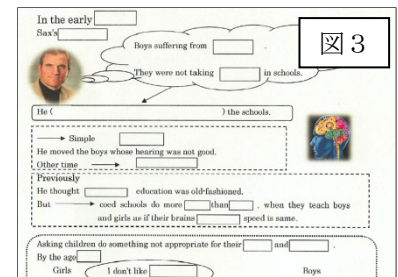 In the early
Sax's
Boys suffering from .
図３
They were not taking in schools.
He ( ) the schools.
Simple
He moved the boys whose hearing was not good.
Other time
Previously
He thought education was old-fashioned.
But coed schools do more than , when they teach boys
and girls as if their brains speed is same.
Asking children do something not appropriate for their and .
By the age
Girls I don't like Boys